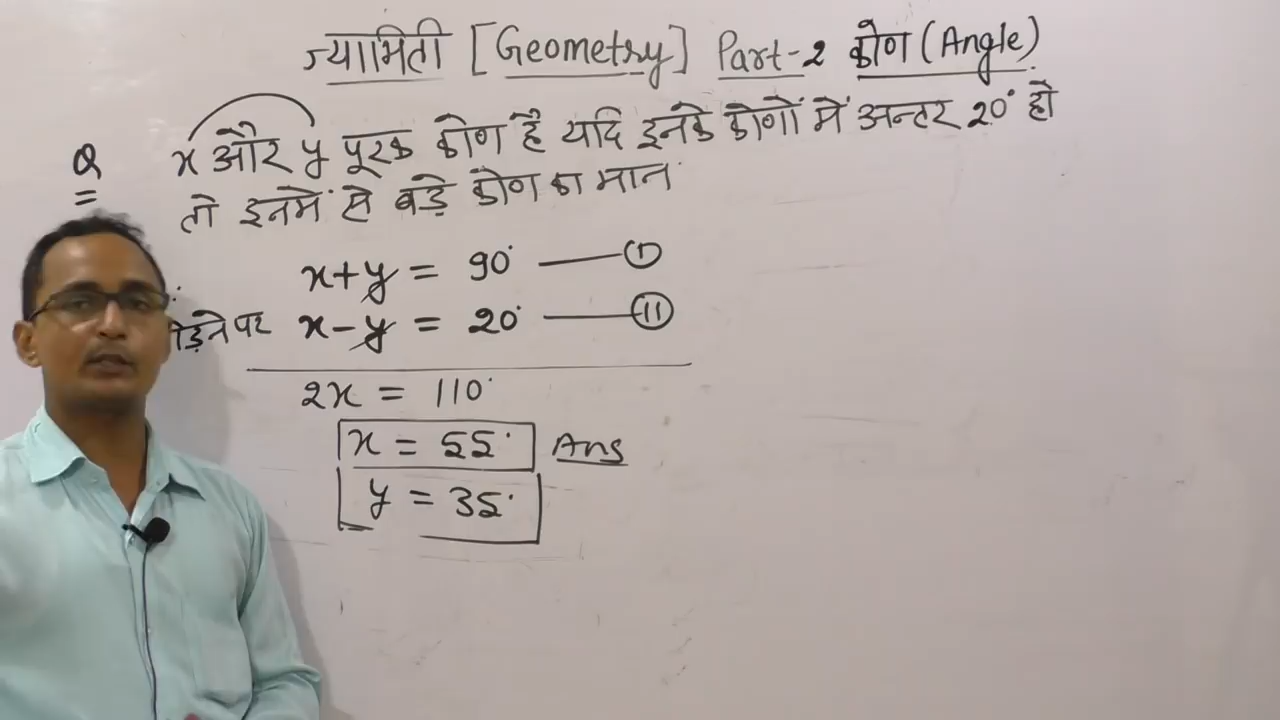 ज्यामिती [Geometry] Part-2 कोण (Angle)
Q x और y पूरक कोण है यदि इनके कोणों में अन्तर 20° हो
तो इनमें से बड़े कोण का मान
x+y = 90° — (I)
x-y = 20° — (II)
2x = 110°
x = 55° Ans
y = 35°